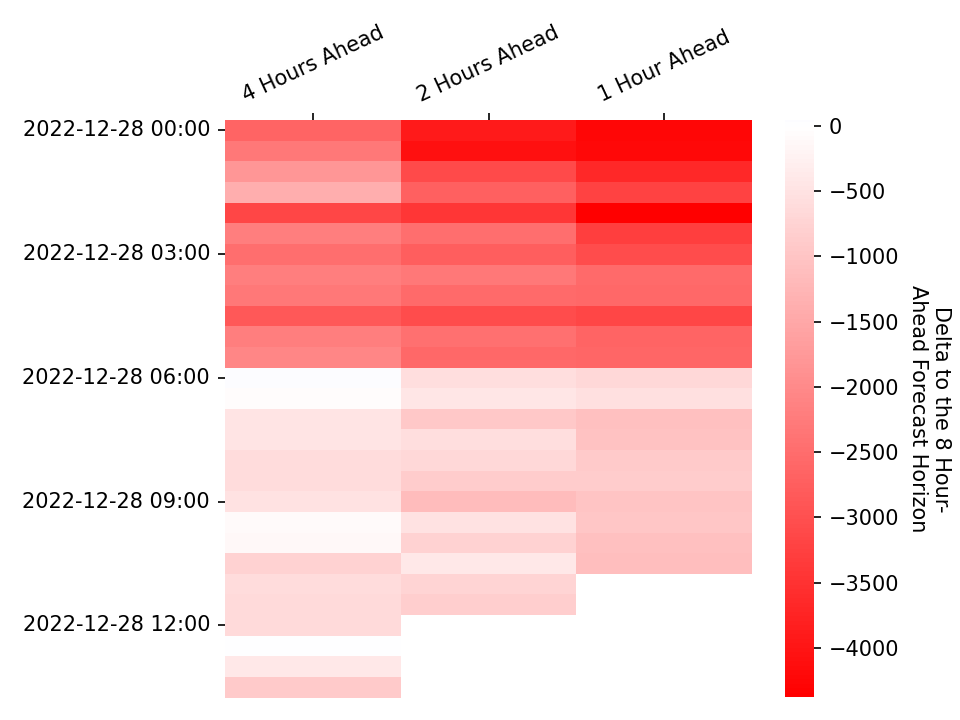 4 Hours Ahead
2 Hours Ahead
1 Hour Ahead
2022-12-28 00:00
2022-12-28 03:00
2022-12-28 06:00
2022-12-28 09:00
2022-12-28 12:00
0
−500
−1000
−1500
−2000
−2500
−3000
−3500
−4000
Delta to the 8 Hour-
Ahead Forecast Horizon